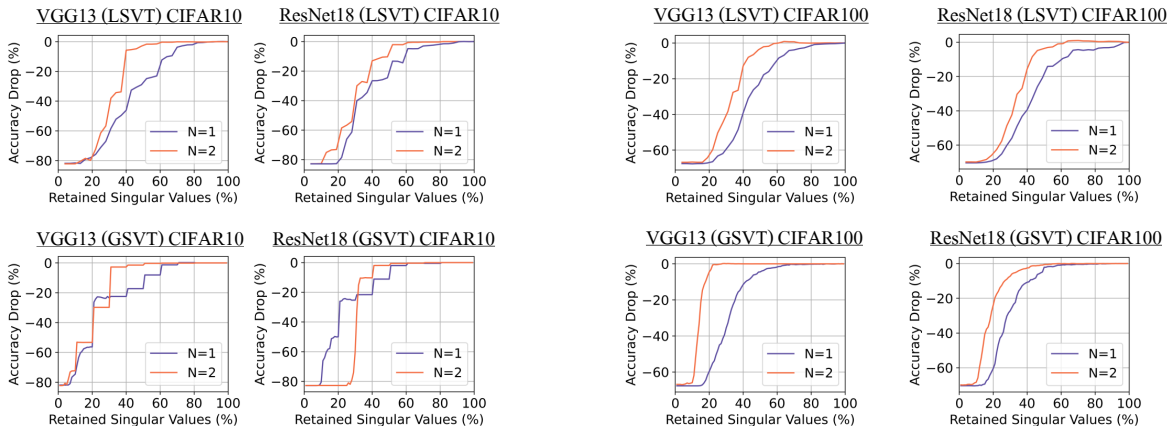 VGG13 (LSVT) CIFAR10
Accuracy Drop (%)
0
−20
−40
−60
−80
N=1
N=2
0 20 40 60 80 100
Retained Singular Values (%)
ResNet18 (LSVT) CIFAR10
Accuracy Drop (%)
0
−20
−40
−60
−80
N=1
N=2
0 20 40 60 80 100
Retained Singular Values (%)
VGG13 (LSVT) CIFAR100
Accuracy Drop (%)
0
−20
−40
−60
N=1
N=2
0 20 40 60 80 100
Retained Singular Values (%)
ResNet18 (LSVT) CIFAR100
Accuracy Drop (%)
0
−20
−40
−60
N=1
N=2
0 20 40 60 80 100
Retained Singular Values (%)
VGG13 (GSVT) CIFAR10
Accuracy Drop (%)
0
−20
−40
−60
−80
N=1
N=2
0 20 40 60 80 100
Retained Singular Values (%)
ResNet18 (GSVT) CIFAR10
Accuracy Drop (%)
0
−20
−40
−60
−80
N=1
N=2
0 20 40 60 80 100
Retained Singular Values (%)
VGG13 (GSVT) CIFAR100
Accuracy Drop (%)
0
−20
−40
−60
N=1
N=2
0 20 40 60 80 100
Retained Singular Values (%)
ResNet18 (GSVT) CIFAR100
Accuracy Drop (%)
0
−20
−40
−60
N=1
N=2
0 20 40 60 80 100
Retained Singular Values (%)